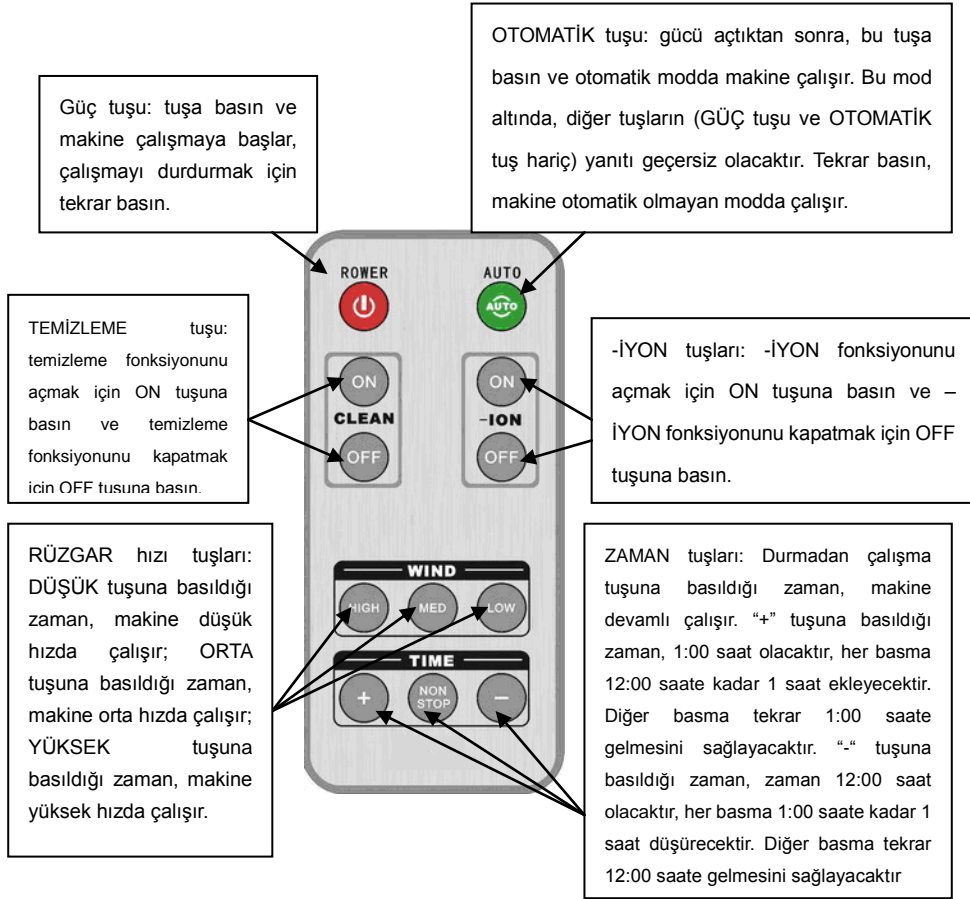 OTOMATİK tuşu: gücü açtıktan sonra, bu tuşa
basın ve otomatik modda makine çalışır. Bu mod
altında, diğer tuşların (GÜÇ tuşu ve OTOMATİK
tuş hariç) yanıtı geçersiz olacaktır. Tekrar basın,
makine otomatik olmayan modda çalışır.
Güç tuşu: tuşa basın ve
makine çalışmaya başlar,
çalışmayı durdurmak için
tekrar basın.
ROWER
AUTO
AUTO
TEMİZLEME tuşu:
temizleme fonksiyonunu
açmak için ON tuşuna
basın ve temizleme
fonksiyonunu kapatmak
için OFF tuşuna basın.
ON
CLEAN
OFF
ON
-ION
OFF
-İYON tuşları: -İYON fonksiyonunu
açmak için ON tuşuna basın ve –
İYON fonksiyonunu kapatmak için OFF
tuşuna basın.
RÜZGAR hızı tuşları:
DÜŞÜK tuşuna basıldığı
zaman, makine düşük
hızda çalışır; ORTA
tuşuna basıldığı zaman,
makine orta hızda çalışır;
YÜKSEK tuşuna
basıldığı zaman, makine
yüksek hızda çalışır.
WIND
HIGH MED LOW
TIME
+ NON STOP -
ZAMAN tuşları: Durmadan çalışma
tuşuna basıldığı zaman, makine
devamlı çalışır. “+” tuşuna basıldığı
zaman, 1:00 saat olacaktır, her basma
12:00 saate kadar 1 saat ekleyecektir.
Diğer basma tekrar 1:00 saate
gelmesini sağlayacaktır. “-“ tuşuna
basıldığı zaman, zaman 12:00 saat
olacaktır, her basma 1:00 saate kadar 1
saat düşürecektir. Diğer basma tekrar
12:00 saate gelmesini sağlayacaktır